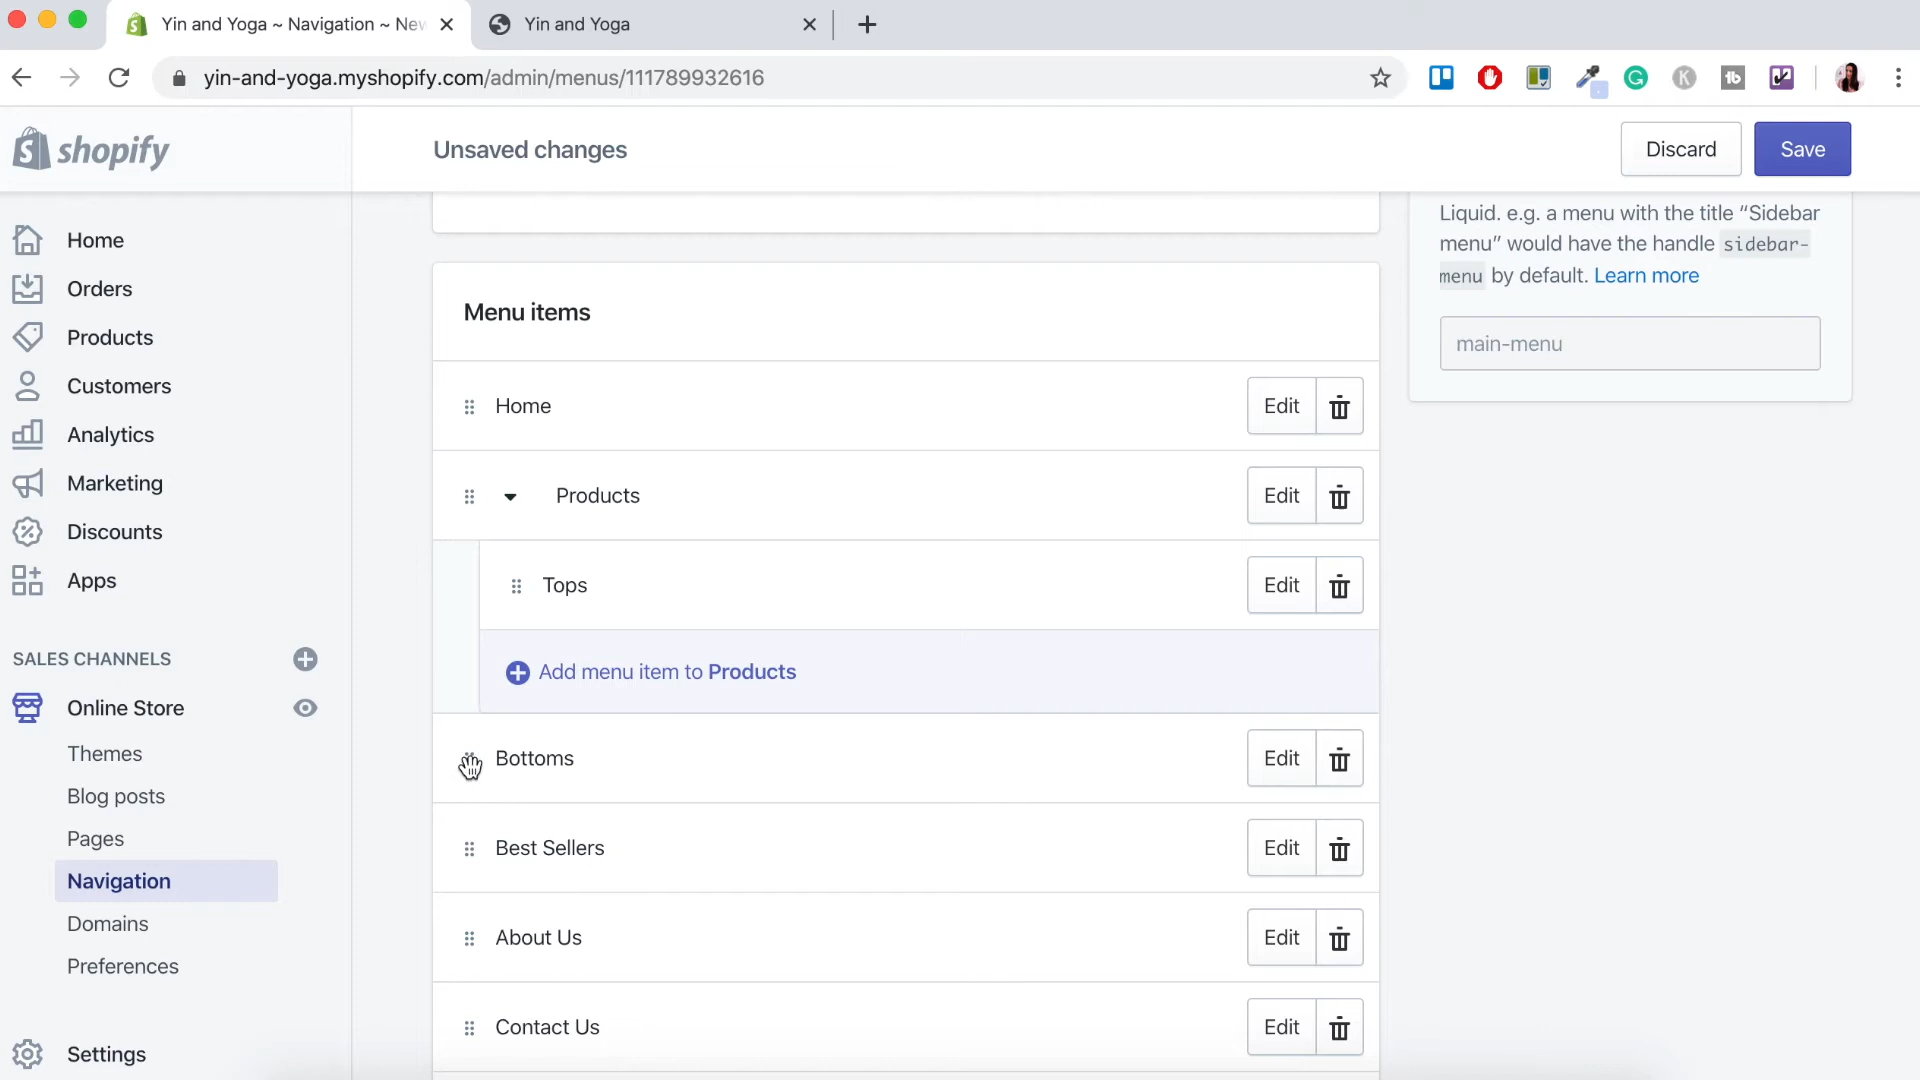 Yin and Yoga ~ Navigation ~ New
Yin and Yoga
yin-and-yoga.myshopify.com/admin/menus/111789932616
shopify
Unsaved changes
Discard
Save
Home
Orders
Products
Customers
Analytics
Marketing
Discounts
Apps
SALES CHANNELS
Online Store
Themes
Blog posts
Pages
Navigation
Domains
Preferences
Settings
Menu items
Home
Edit
Products
Edit
Tops
Edit
Add menu item to Products
Bottoms
Edit
Best Sellers
Edit
About Us
Edit
Contact Us
Edit
Liquid. e.g. a menu with the title “Sidebar
menu” would have the handle sidebar-
menu by default. Learn more
main-menu